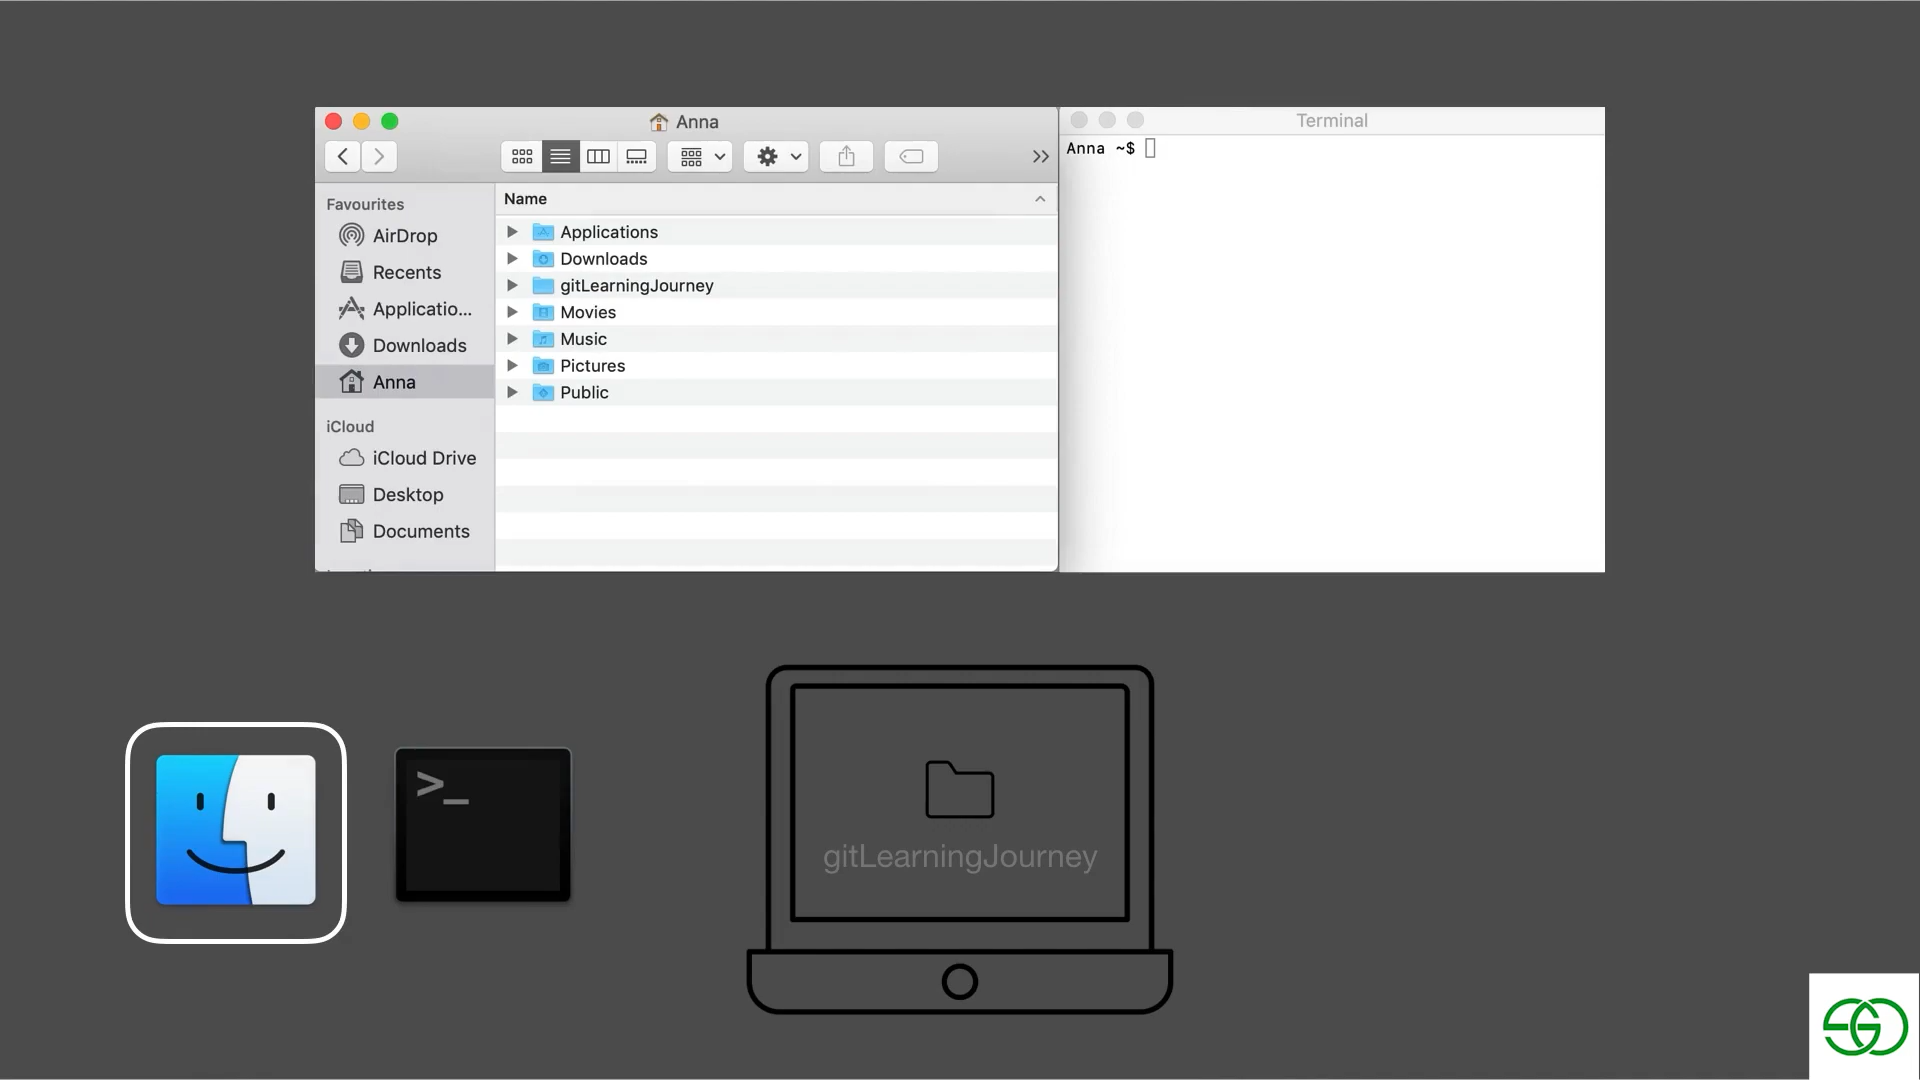 Anna
Terminal
Anna ~$
Favourites
AirDrop
Recents
Applicatio...
Downloads
Anna
iCloud
iCloud Drive
Desktop
Documents
Name
Applications
Downloads
gitLearningJourney
Movies
Music
Pictures
Public
>_
gitLearningJourney